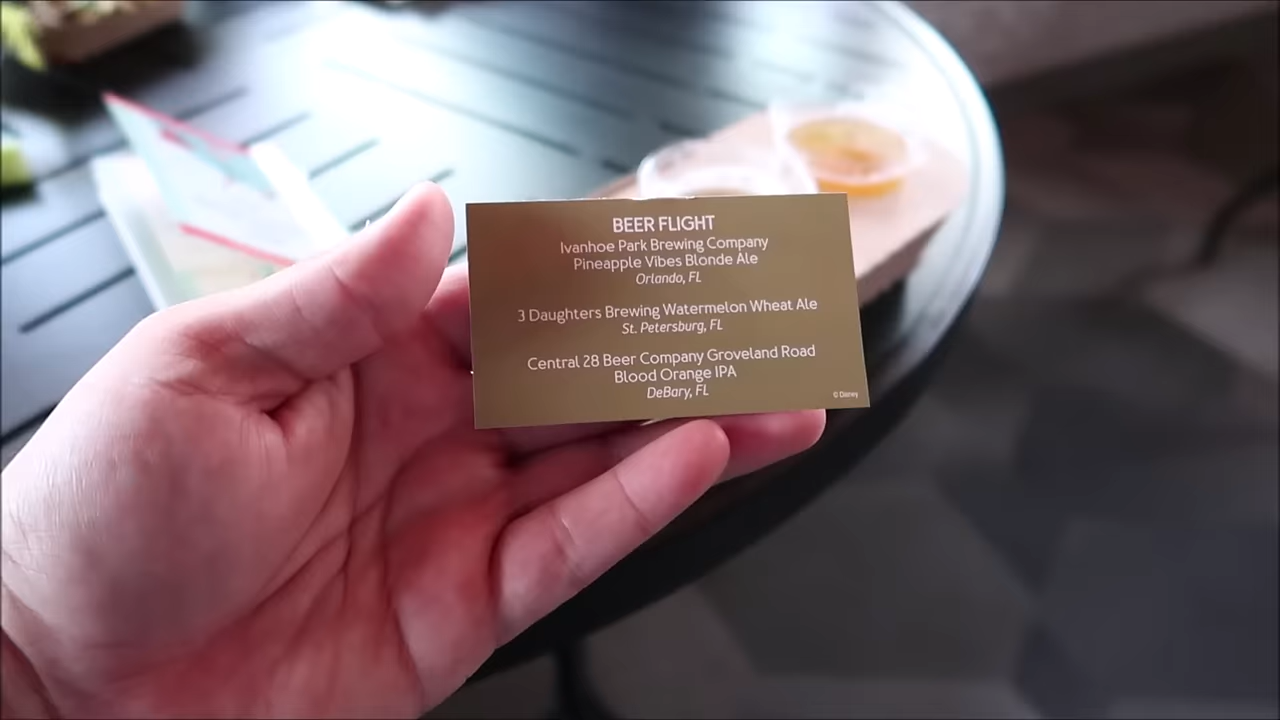 BEER FLIGHT
Ivanhoe Park Brewing Company
Pineapple Vibes Blonde Ale
Orlando, FL
3 Daughters Brewing Watermelon Wheat Ale
St. Petersburg, FL
Central 28 Beer Company Groveland Road
Blood Orange IPA
DeBary, FL
© Disney